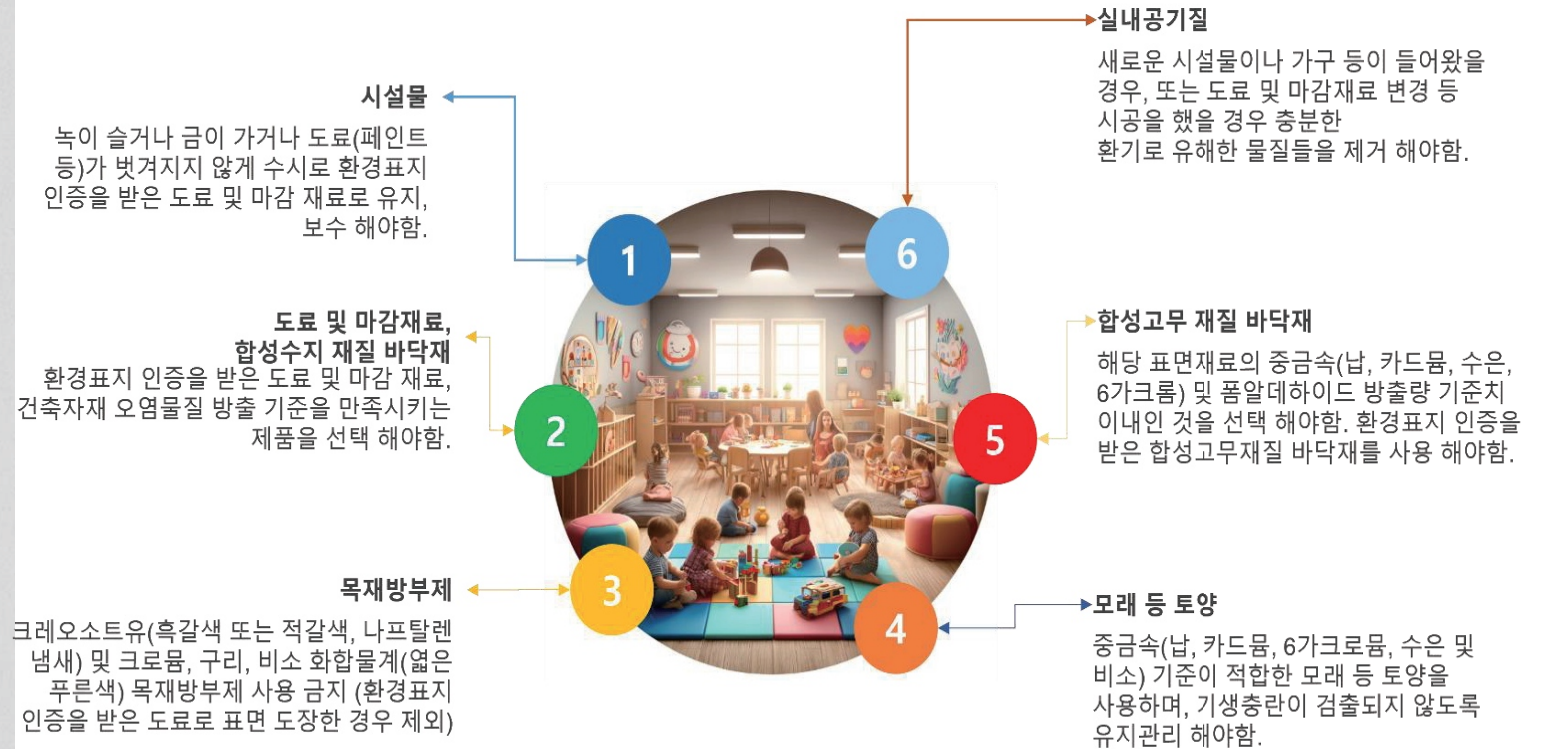 시설물
녹이 슬거나 금이 가거나 도료(페인트
등)가 벗겨지지 않게 수시로 환경표지
인증을 받은 도료 및 마감 재료로 유지,
보수 해야함.
1
도료 및 마감재료,
합성수지 재질 바닥재
환경표지 인증을 받은 도료 및 마감 재료,
건축자재 오염물질 방출 기준을 만족시키는
제품을 선택 해야함.
2
목재방부제
크레오소트유(흑갈색 또는 적갈색, 나프탈렌
냄새) 및 크로뮴, 구리, 비소 화합물계(엷은
푸른색) 목재방부제 사용 금지 (환경표지
인증을 받은 도료로 표면 도장한 경우 제외)
3
4
모래 등 토양
중금속(납, 카드뮴, 6가크로뮴, 수은 및
비소) 기준이 적합한 모래 등 토양을
사용하며, 기생충란이 검출되지 않도록
유지관리 해야함.
5
합성고무 재질 바닥재
해당 표면재료의 중금속(납, 카드뮴, 수은,
6가크롬) 및 폼알데하이드 방출량 기준치
이내인 것을 선택 해야함. 환경표지 인증을
받은 합성고무재질 바닥재를 사용 해야함.
6
실내공기질
새로운 시설물이나 가구 등이 들어왔을
경우, 또는 도료 및 마감재료 변경 등
시공을 했을 경우 충분한
환기로 유해한 물질들을 제거 해야함.